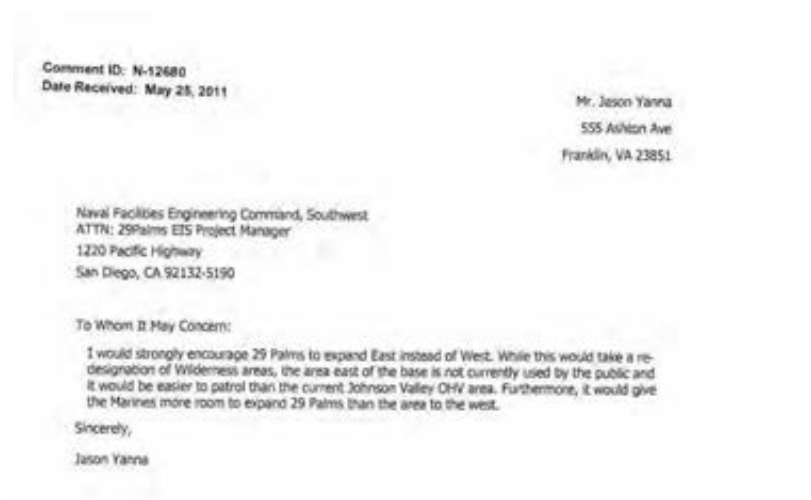 Comment ID: N-12680
Date Received: May 25, 2011
Mr. Jason Yanna
555 Ashton Ave
Franklin, VA 23851
Naval Facilities Engineering Command, Southwest
ATTN: 29Palms EIS Project Manager
1220 Pacific Highway
San Diego, CA 92132-5190
To Whom It May Concern:
I would strongly encourage 29 Palms to expand East instead of West. While this would take a re-
designation of Wilderness areas, the area east of the base is not currently used by the public and
it would be easier to patrol than the current Johnson Valley OHV area. Furthermore, it would give
the Marines more room to expand 29 Palms than the area to the west.
Sincerely,
Jason Yanna